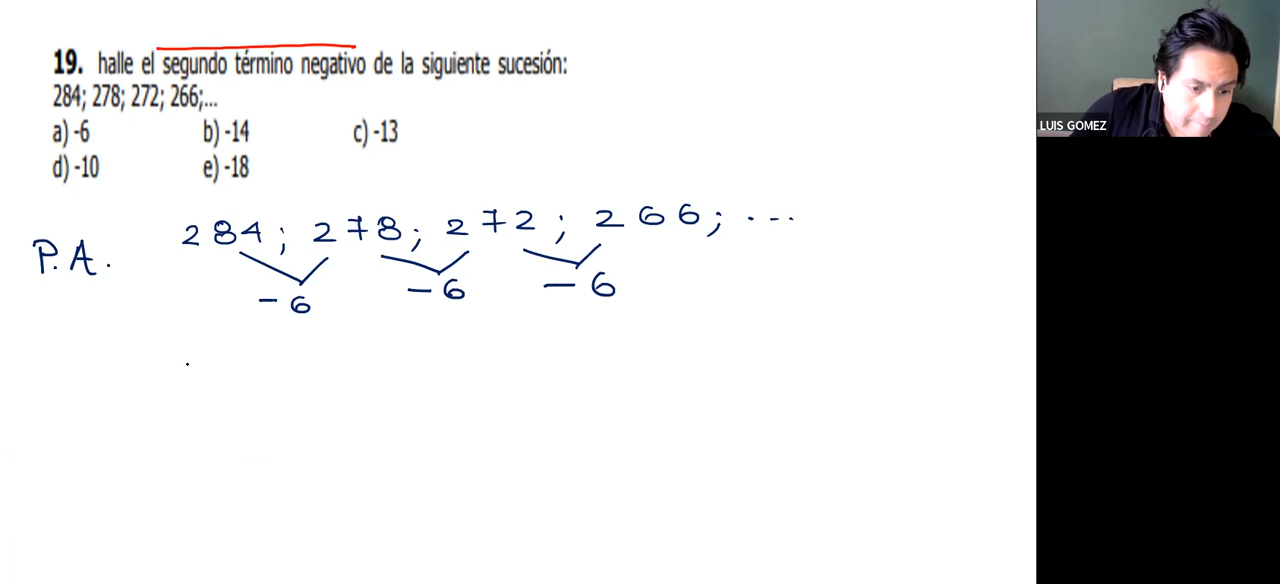 19. halle el segundo término negativo de la siguiente sucesión:
284; 278; 272; 266;...
a) -6 b) -14 c) -13
d) -10 e) -18
284; 278; 272; 266; ...
P.A.
-6 -6 -6
LUIS GOMEZ